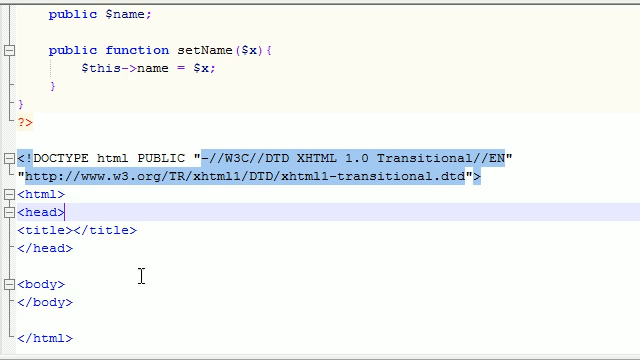 public $name;
public function setName($x){
$this->name = $x;
}
}
?>
<!DOCTYPE html PUBLIC "-//W3C//DTD XHTML 1.0 Transitional//EN"
"http://www.w3.org/TR/xhtml1/DTD/xhtml1-transitional.dtd">
<html>
<head>
<title></title>
</head>
<body>
</body>
</html>